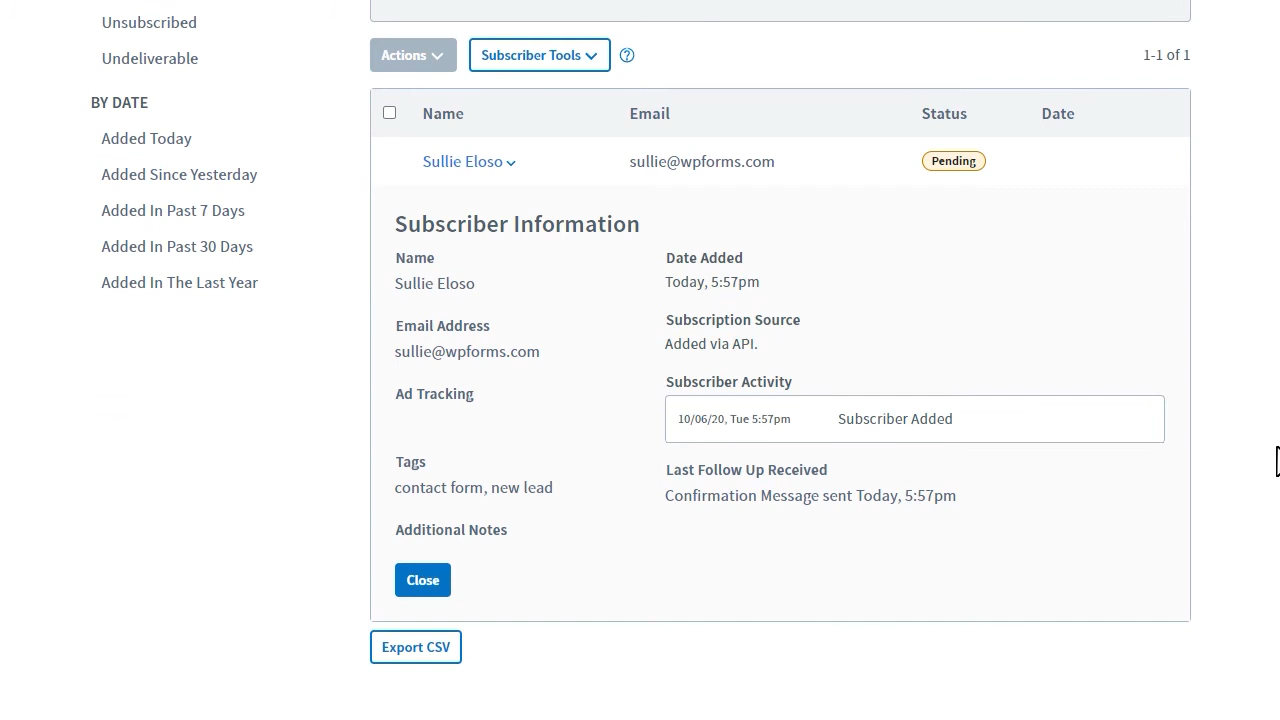 Unsubscribed
Undeliverable
BY DATE
Added Today
Added Since Yesterday
Added In Past 7 Days
Added In Past 30 Days
Added In The Last Year
Actions
Subscriber Tools
?
1-1 of 1
Name Email Status Date
Sullie Eloso sullie@wpforms.com Pending
Subscriber Information
Name
Sullie Eloso
Email Address
sullie@wpforms.com
Ad Tracking
Tags
contact form, new lead
Additional Notes
Date Added
Today, 5:57pm
Subscription Source
Added via API.
Subscriber Activity
10/06/20, Tue 5:57pm Subscriber Added
Last Follow Up Received
Confirmation Message sent Today, 5:57pm
Close
Export CSV